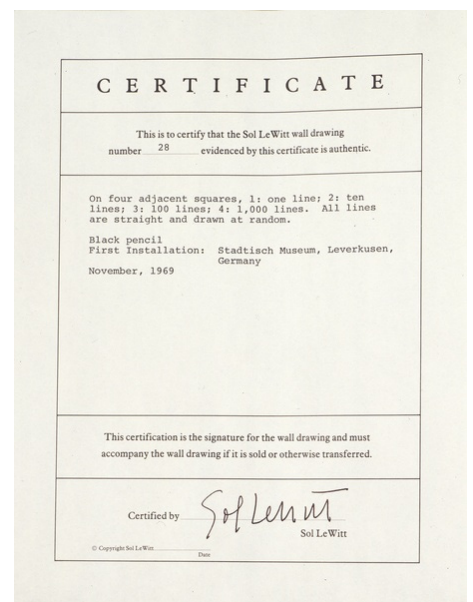 CERTIFICATE
This is to certify that the Sol LeWitt wall drawing
number 28 evidenced by this certificate is authentic.
On four adjacent squares, 1: one line; 2: ten
lines; 3: 100 lines; 4: 1,000 lines. All lines
are straight and drawn at random.
Black pencil
First Installation: Stadtisch Museum, Leverkusen,
Germany
November, 1969
This certification is the signature for the wall drawing and must
accompany the wall drawing if it is sold or otherwise transferred.
Certified by Sol LeWitt
Sol LeWitt
© Copyright Sol LeWitt
Date